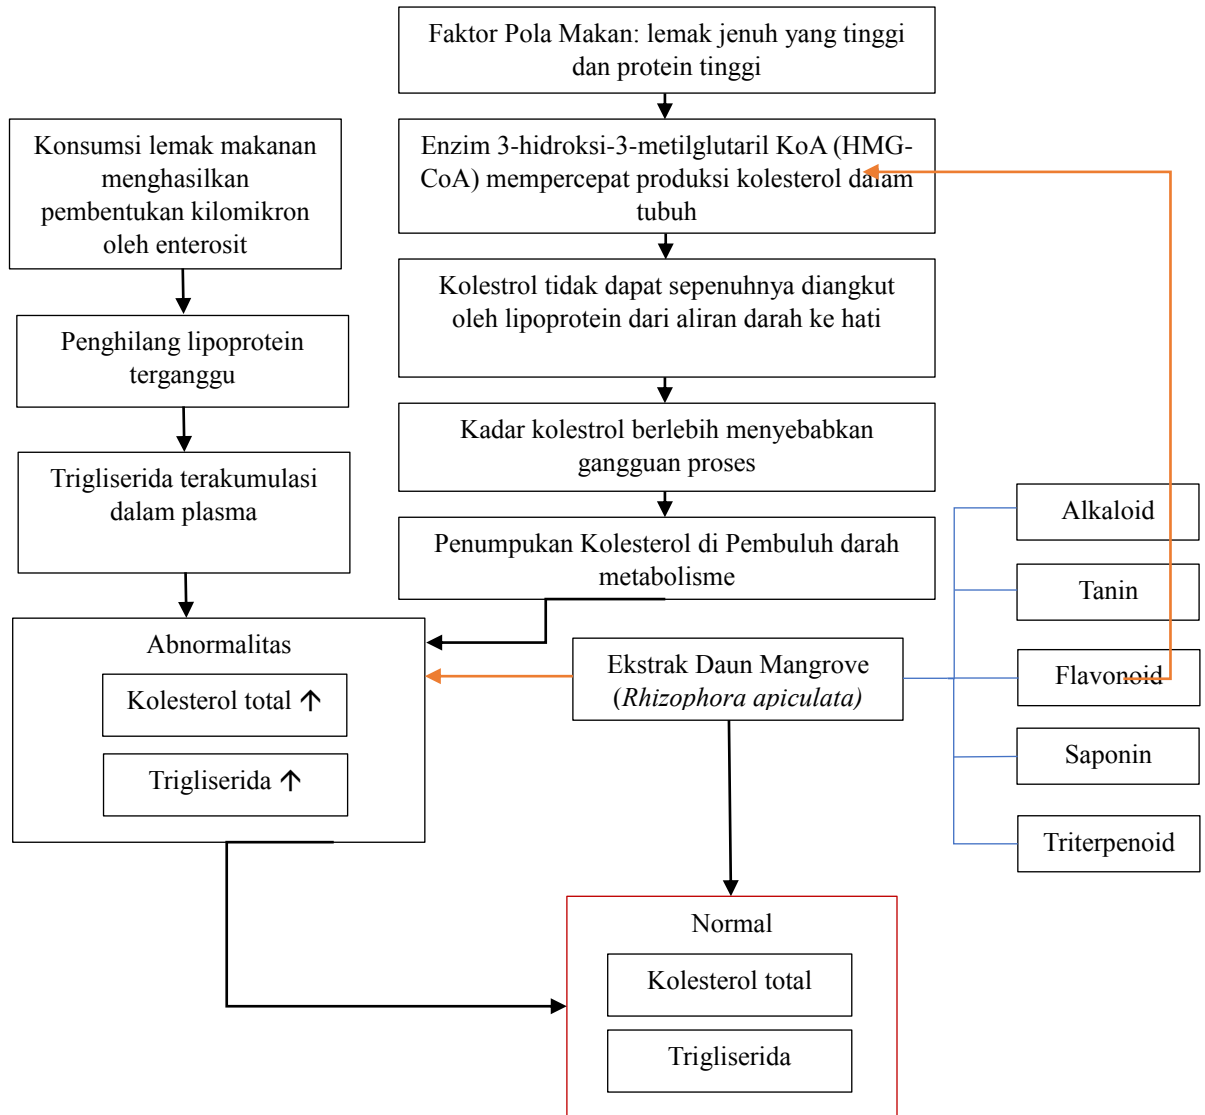 Faktor Pola Makan: lemak jenuh yang tinggi
dan protein tinggi
Konsumsi lemak makanan
menghasilkan
pembentukan kilomikron
oleh enterosit
Enzim 3-hidroksi-3-metilglutaril KoA (HMG-
CoA) mempercepat produksi kolesterol dalam
tubuh
Kolestrol tidak dapat sepenuhnya diangkut
oleh lipoprotein dari aliran darah ke hati
Penghilang lipoprotein
terganggu
Kadar kolestrol berlebih menyebabkan
gangguan proses
Trigliserida terakumulasi
dalam plasma
Penumpukan Kolesterol di Pembuluh darah
metabolisme
Alkaloid
Tanin
Flavonoid
Saponin
Triterpenoid
Abnormalitas
Kolesterol total ↑
Trigliserida ↑
Ekstrak Daun Mangrove
(Rhizophora apiculata)
Normal
Kolesterol total
Trigliserida